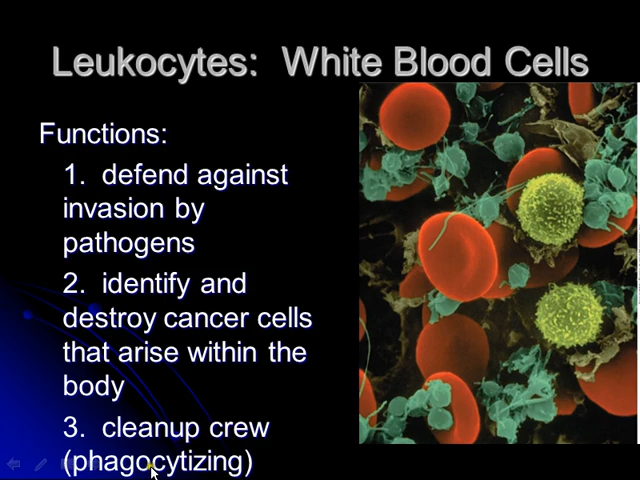 Leukocytes: White Blood Cells
Functions:
1. defend against
invasion by
pathogens
2. identify and
destroy cancer cells
that arise within the
body
3. cleanup crew
(phagocytizing)